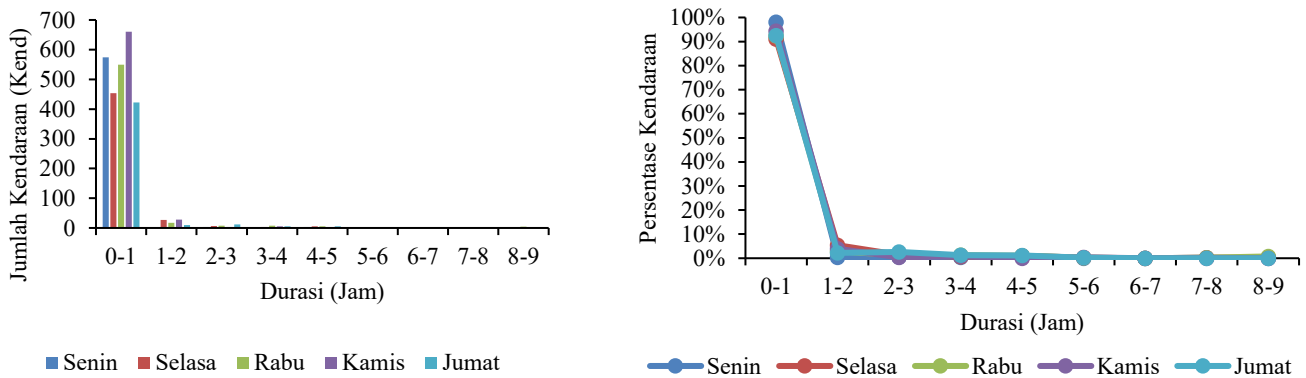 Jumlah Kendaraan (Kend)
700
600
500
400
300
200
100
0
0-1 1-2 2-3 3-4 4-5 5-6 6-7 7-8 8-9
Durasi (Jam)
Senin Selasa Rabu Kamis Jumat
Persentase Kendaraan
100%
90%
80%
70%
60%
50%
40%
30%
20%
10%
0%
0-1 1-2 2-3 3-4 4-5 5-6 6-7 7-8 8-9
Durasi (Jam)
Senin Selasa Rabu Kamis Jumat